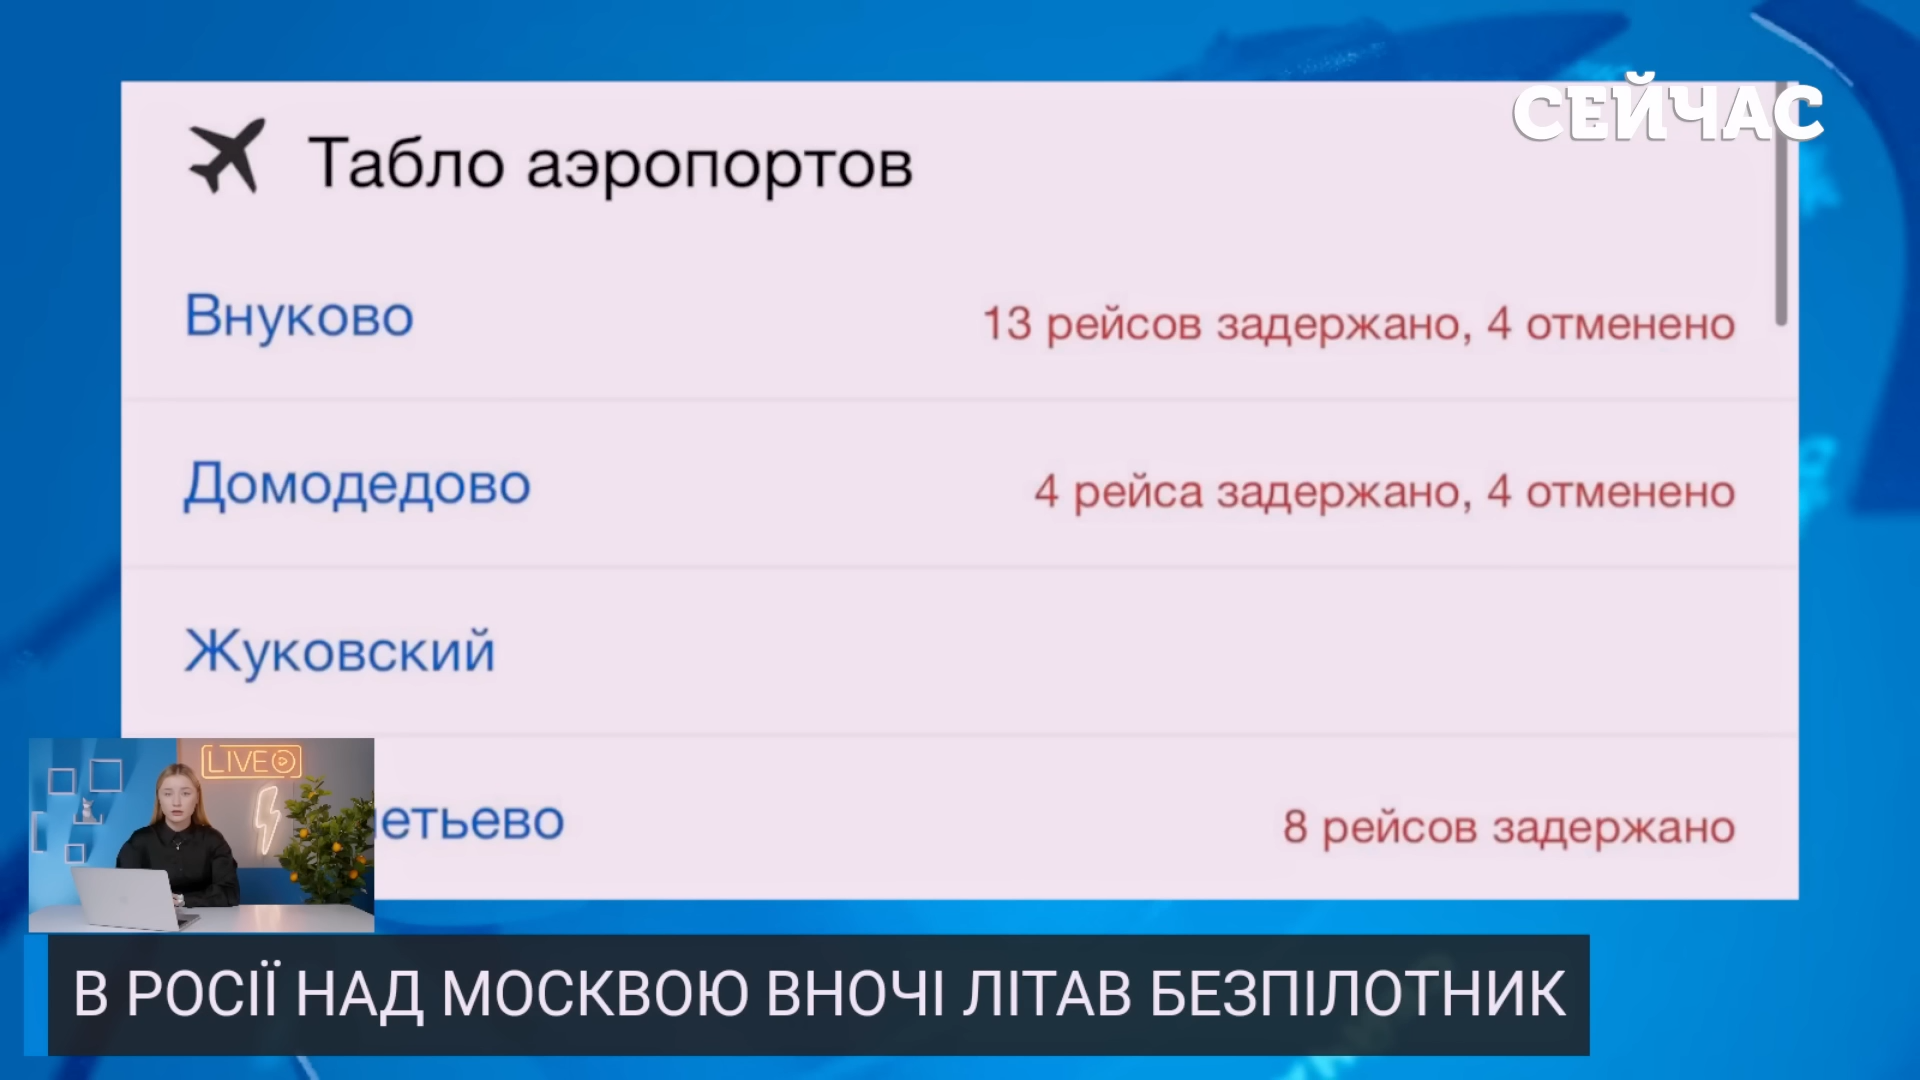 СЕЙЧАС
Табло аэропортов
Внуково 13 рейсов задержано, 4 отменено
Домодедово 4 рейса задержано, 4 отменено
Жуковский
етьево 8 рейсов задержано
LIVE
В РОСІЇ НАД МОСКВОЮ ВНОЧІ ЛІТАВ БЕЗПІЛОТНИК